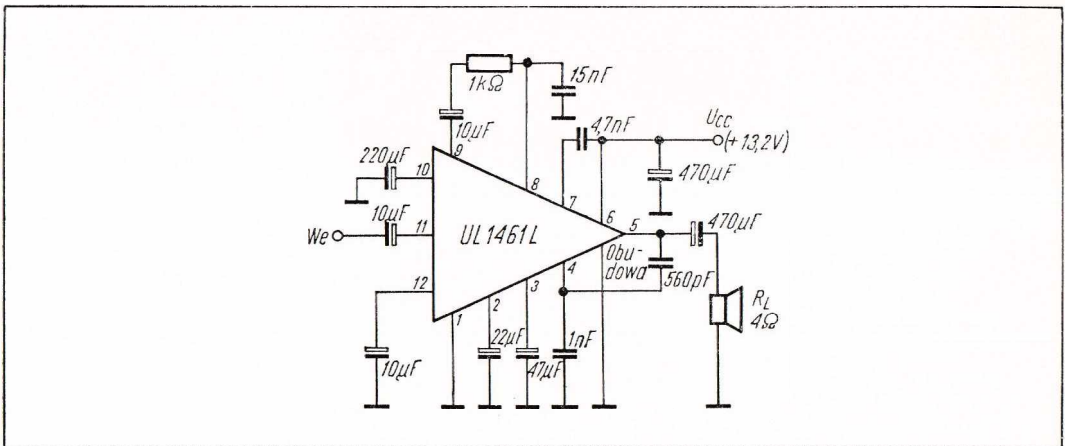 1kΩ
15nF
10µF
9
4,7nF
UCC
(+13,2V)
220µF
10
8
7
470µF
10µF
We
11
UL1461L
6
5
470µF
Obu-
dowa
4
560pF
12
3
2
1
RL
4Ω
10µF
22µF
47µF
1nF